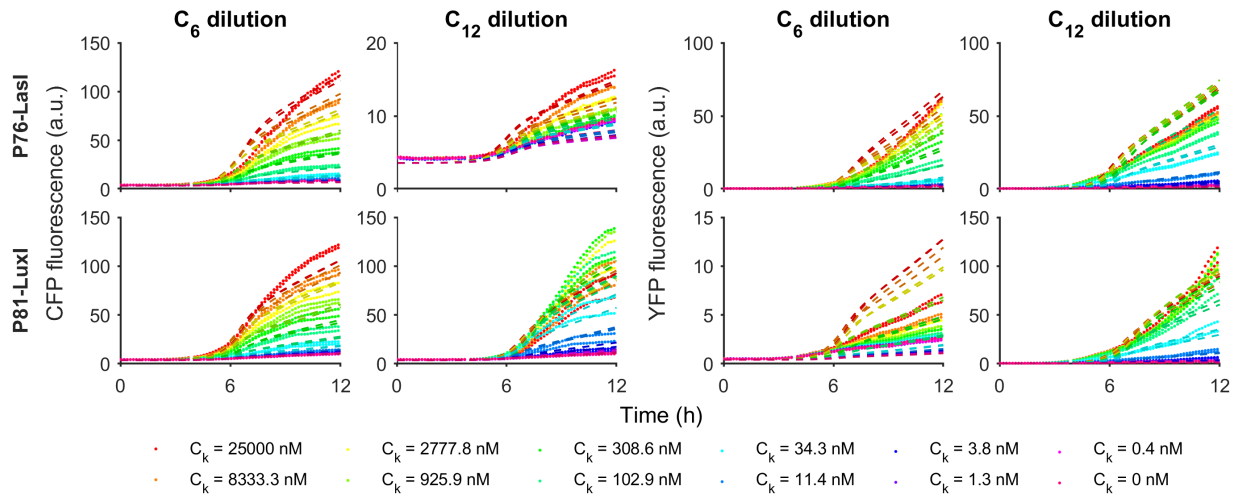 C6 dilution
C12 dilution
C6 dilution
C12 dilution
P76-LasI
P81-LuxI
CFP fluorescence (a.u.)
YFP fluorescence (a.u.)
150
100
50
0
20
10
0
100
50
0
100
50
0
150
100
50
0
0
6
12
150
100
50
0
0
6
12
15
10
5
0
0
6
12
150
100
50
0
0
6
12
Time (h)
Ck = 25000 nM
Ck = 2777.8 nM
Ck = 308.6 nM
Ck = 34.3 nM
Ck = 3.8 nM
Ck = 0.4 nM
Ck = 8333.3 nM
Ck = 925.9 nM
Ck = 102.9 nM
Ck = 11.4 nM
Ck = 1.3 nM
Ck = 0 nM